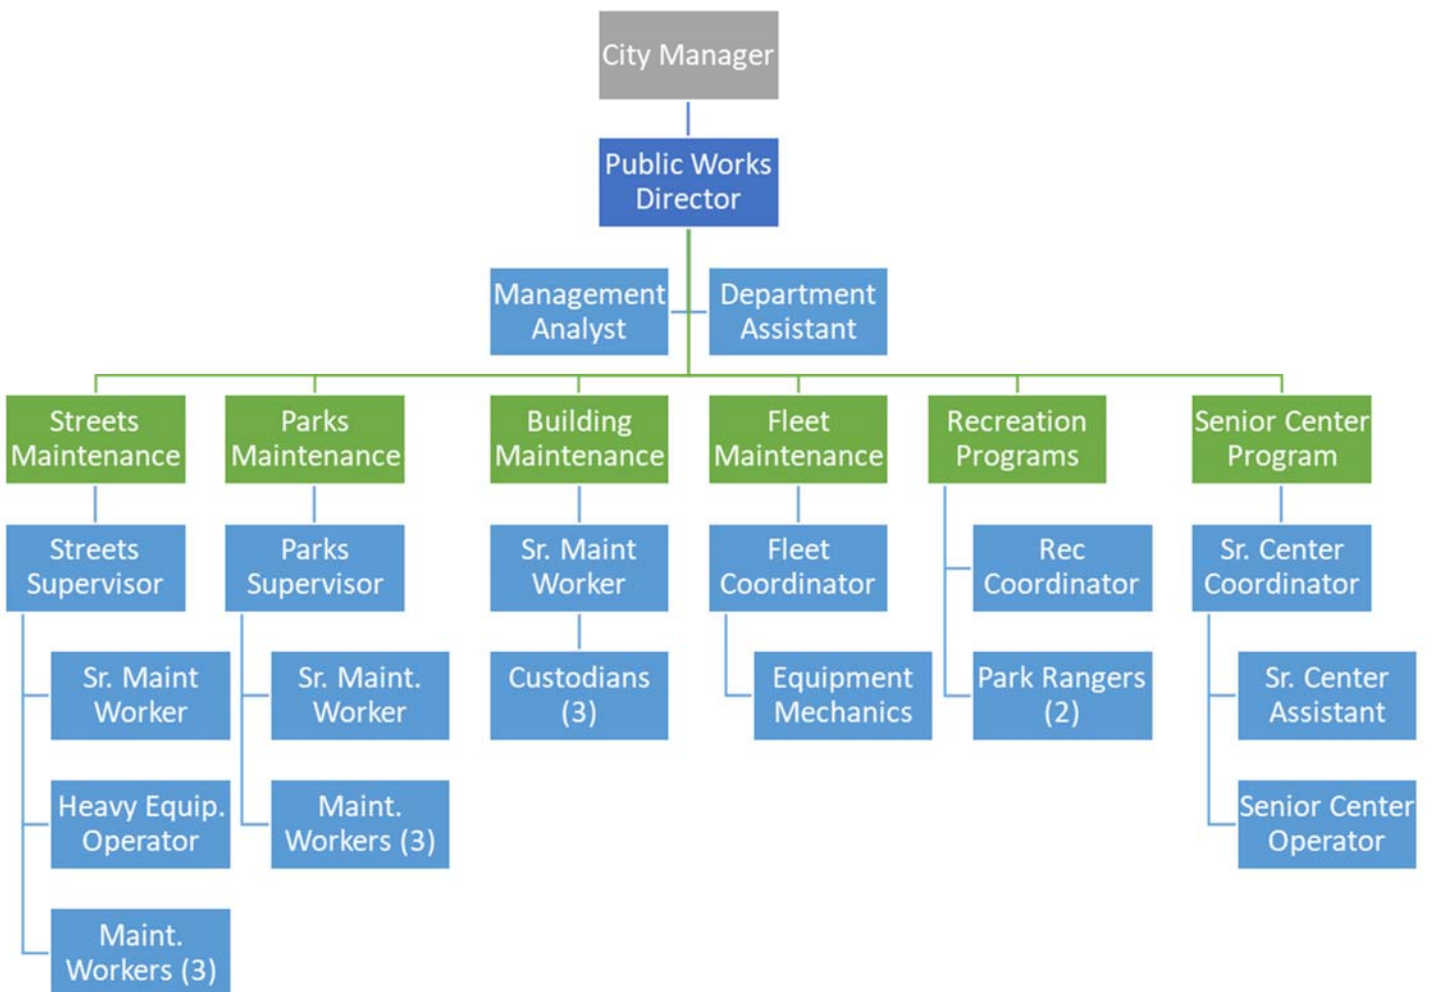 City Manager
Public Works
Director
Management
Analyst
Department
Assistant
Streets
Maintenance
Parks
Maintenance
Building
Maintenance
Fleet
Maintenance
Recreation
Programs
Senior Center
Program
Streets
Supervisor
Parks
Supervisor
Sr. Maint
Worker
Fleet
Coordinator
Rec
Coordinator
Sr. Center
Coordinator
Sr. Maint
Worker
Sr. Maint.
Worker
Custodians
(3)
Equipment
Mechanics
Park Rangers
(2)
Sr. Center
Assistant
Heavy Equip.
Operator
Maint.
Workers (3)
Senior Center
Operator
Maint.
Workers (3)